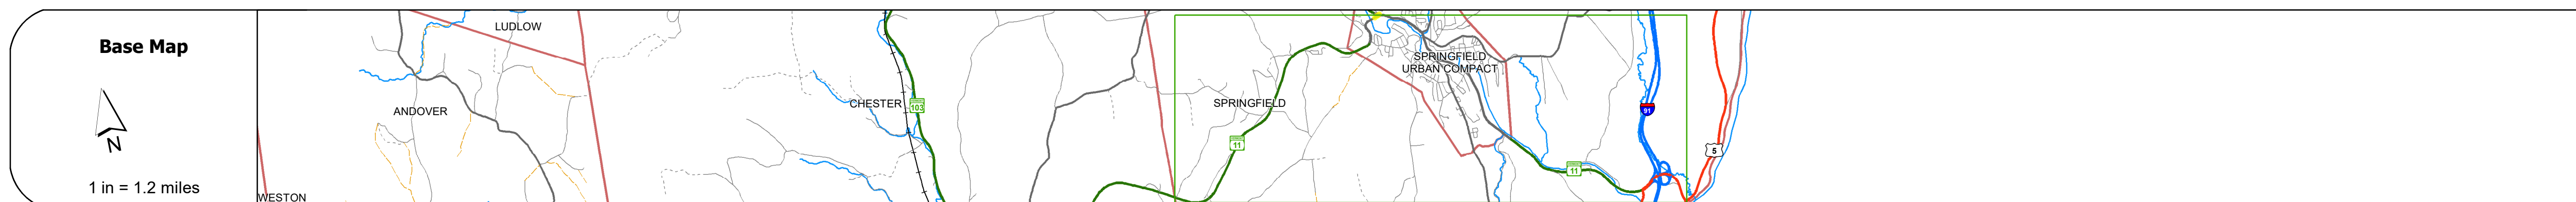 Base Map
N
1 in = 1.2 miles
LUDLOW
ANDOVER
WESTON
CHESTER
103
SPRINGFIELD
11
SPRINGFIELD
URBAN COMPACT
11
91
5